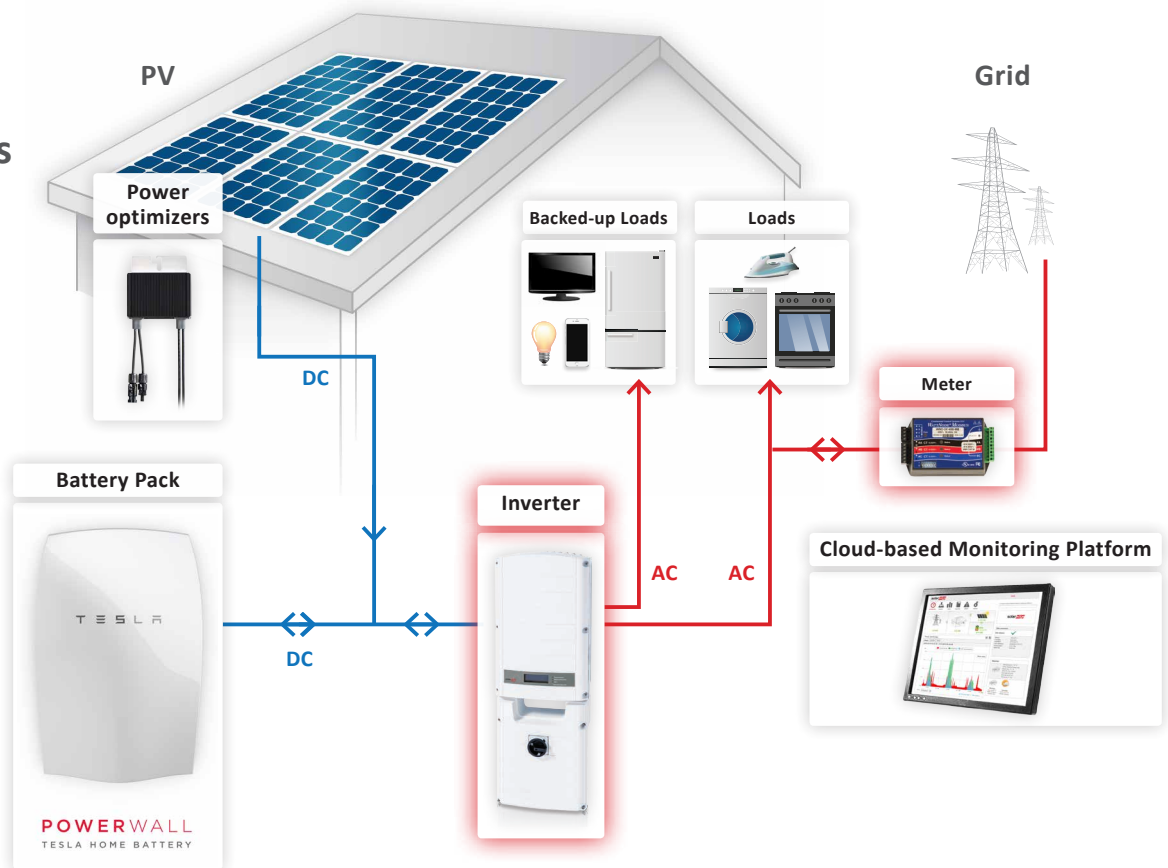 PV
Grid
s
Power
optimizers
Backed-up Loads
Loads
DC
Meter
Battery Pack
Inverter
Cloud-based Monitoring Platform
AC
AC
TESLA
DC
POWERWALL
TESLA HOME BATTERY